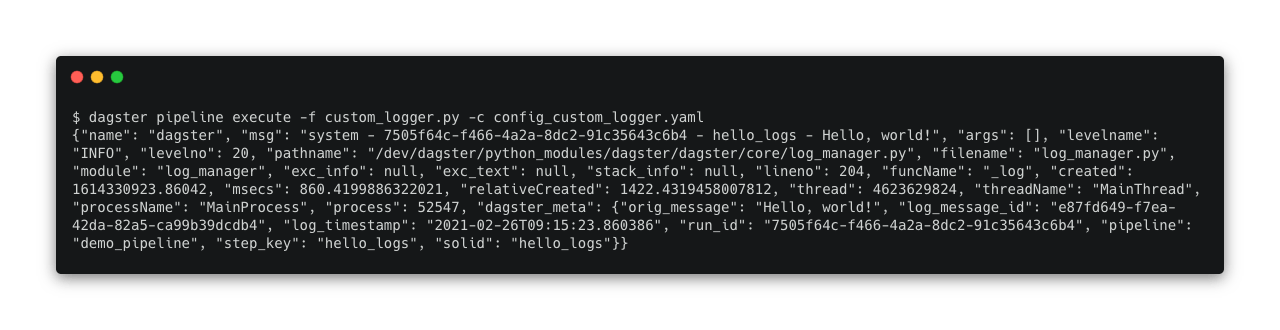 $ dagster pipeline execute -f custom_logger.py -c config_custom_logger.yaml
{"name": "dagster", "msg": "system - 7505f64c-f466-4a2a-8dc2-91c35643c6b4 - hello_logs - Hello, world!", "args": [], "levelname":
"INFO", "levelno": 20, "pathname": "/dev/dagster/python_modules/dagster/dagster/core/log_manager.py", "filename": "log_manager.py",
"module": "log_manager", "exc_info": null, "exc_text": null, "stack_info": null, "lineno": 204, "funcName": "_log", "created":
1614330923.86042, "msecs": 860.4199886322021, "relativeCreated": 1422.4319458007812, "thread": 4623629824, "threadName": "MainThread",
"processName": "MainProcess", "process": 52547, "dagster_meta": {"orig_message": "Hello, world!", "log_message_id": "e87fd649-f7ea-
42da-82a5-ca99b39dcdb4", "log_timestamp": "2021-02-26T09:15:23.860386", "run_id": "7505f64c-f466-4a2a-8dc2-91c35643c6b4", "pipeline":
"demo_pipeline", "step_key": "hello_logs", "solid": "hello_logs"}}